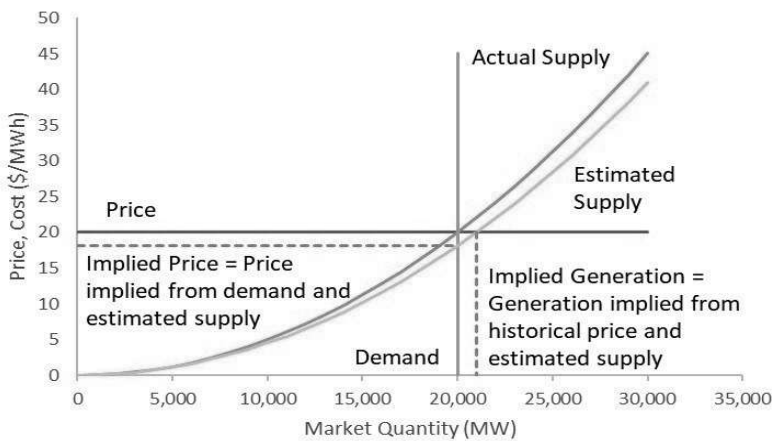 50
45
Actual Supply
40
35
30
Estimated
Supply
25
Price
20
Implied Price = Price
implied from demand and
estimated supply
15
Implied Generation =
Generation implied from
historical price and
estimated supply
10
5
Demand
0
0 5,000 10,000 15,000 20,000 25,000 30,000 35,000
Market Quantity (MW)
Price, Cost ($/MWh)